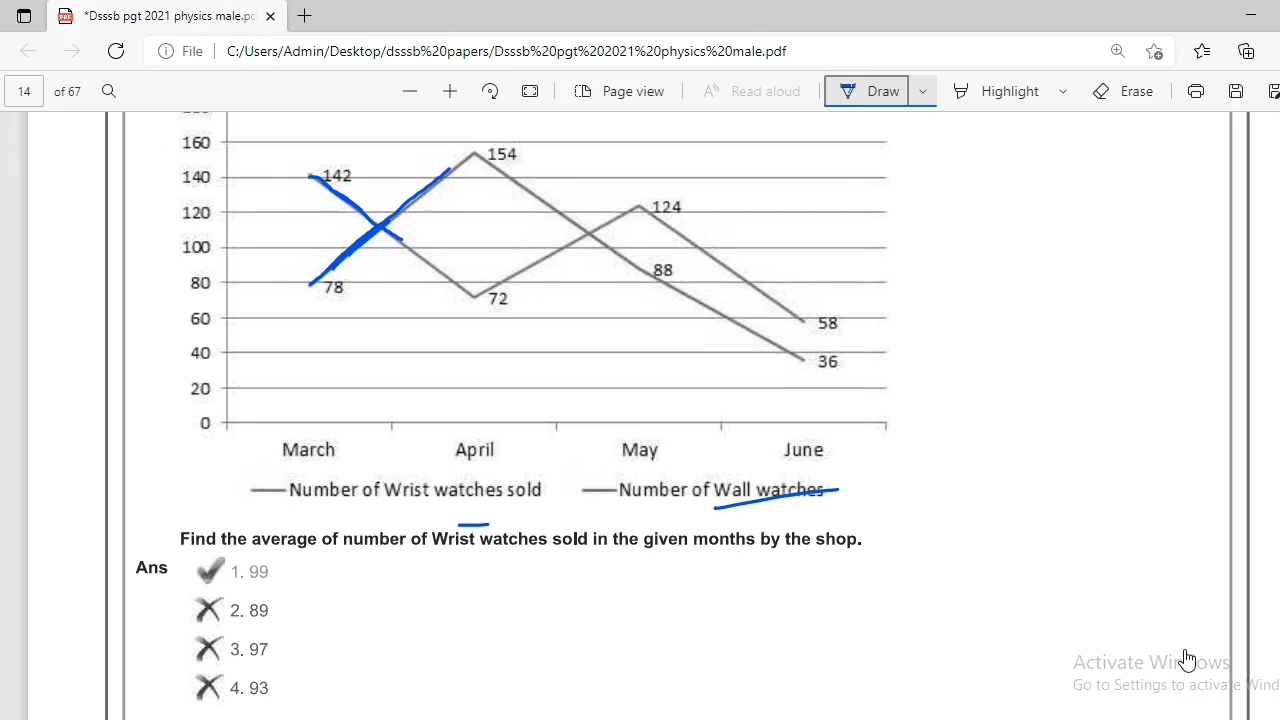 *Dsssb pgt 2021 physics male.pd
File
C:/Users/Admin/Desktop/dsssb%20papers/Dsssb%20pgt%202021%20physics%20male.pdf
14 of 67
Page view
Read aloud
Draw
Highlight
Erase
160
140
120
100
80
60
40
20
0
142
154
124
78
72
88
58
36
March
April
May
June
Number of Wrist watches sold
Number of Wall watches
Find the average of number of Wrist watches sold in the given months by the shop.
Ans
1. 99
2. 89
3. 97
4. 93
Activate Windows
Go to Settings to activate Wind